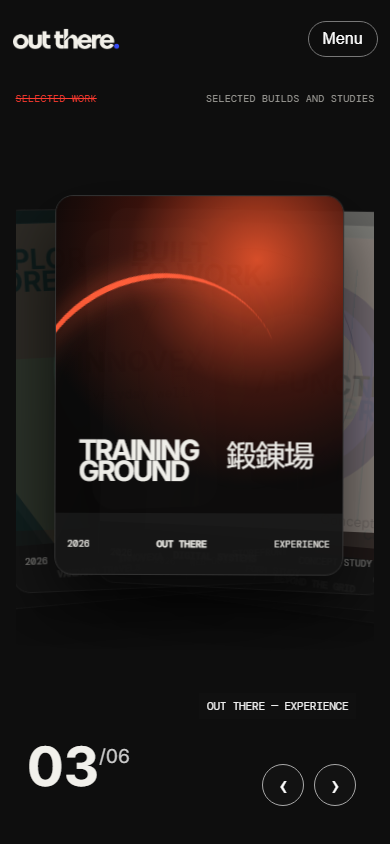 out there.
Menu
SELECTED WORK
SELECTED BUILDS AND STUDIES
TRAINING
GROUND
鍛錬場
2026
2026
OUT THERE
EXPERIENCE
STUDY
OUT THERE — EXPERIENCE
03/06
‹
›